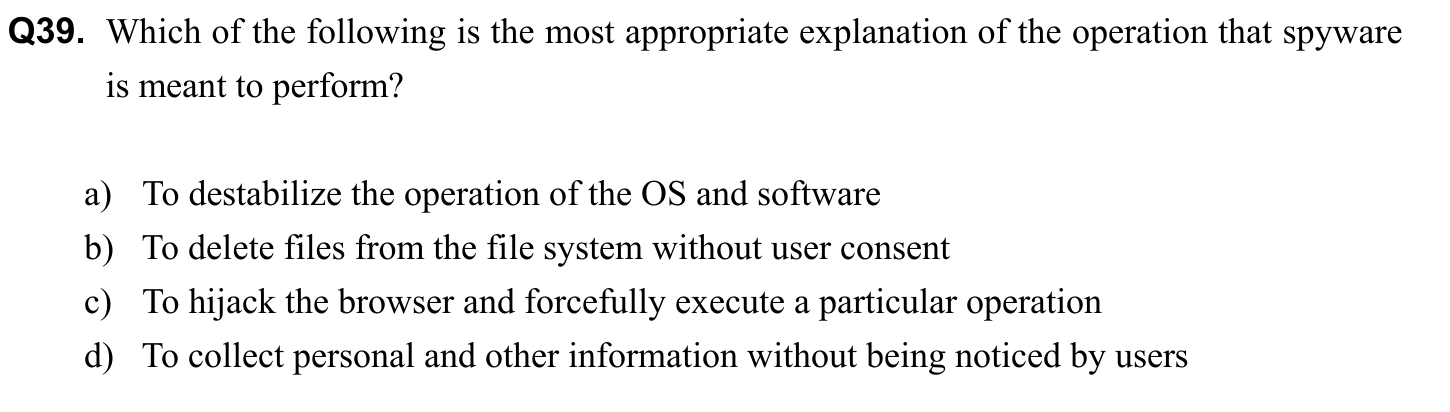 Q39. Which of the following is the most appropriate explanation of the operation that spyware
is meant to perform?
a) To destabilize the operation of the OS and software
b) To delete files from the file system without user consent
c) To hijack the browser and forcefully execute a particular operation
d) To collect personal and other information without being noticed by users